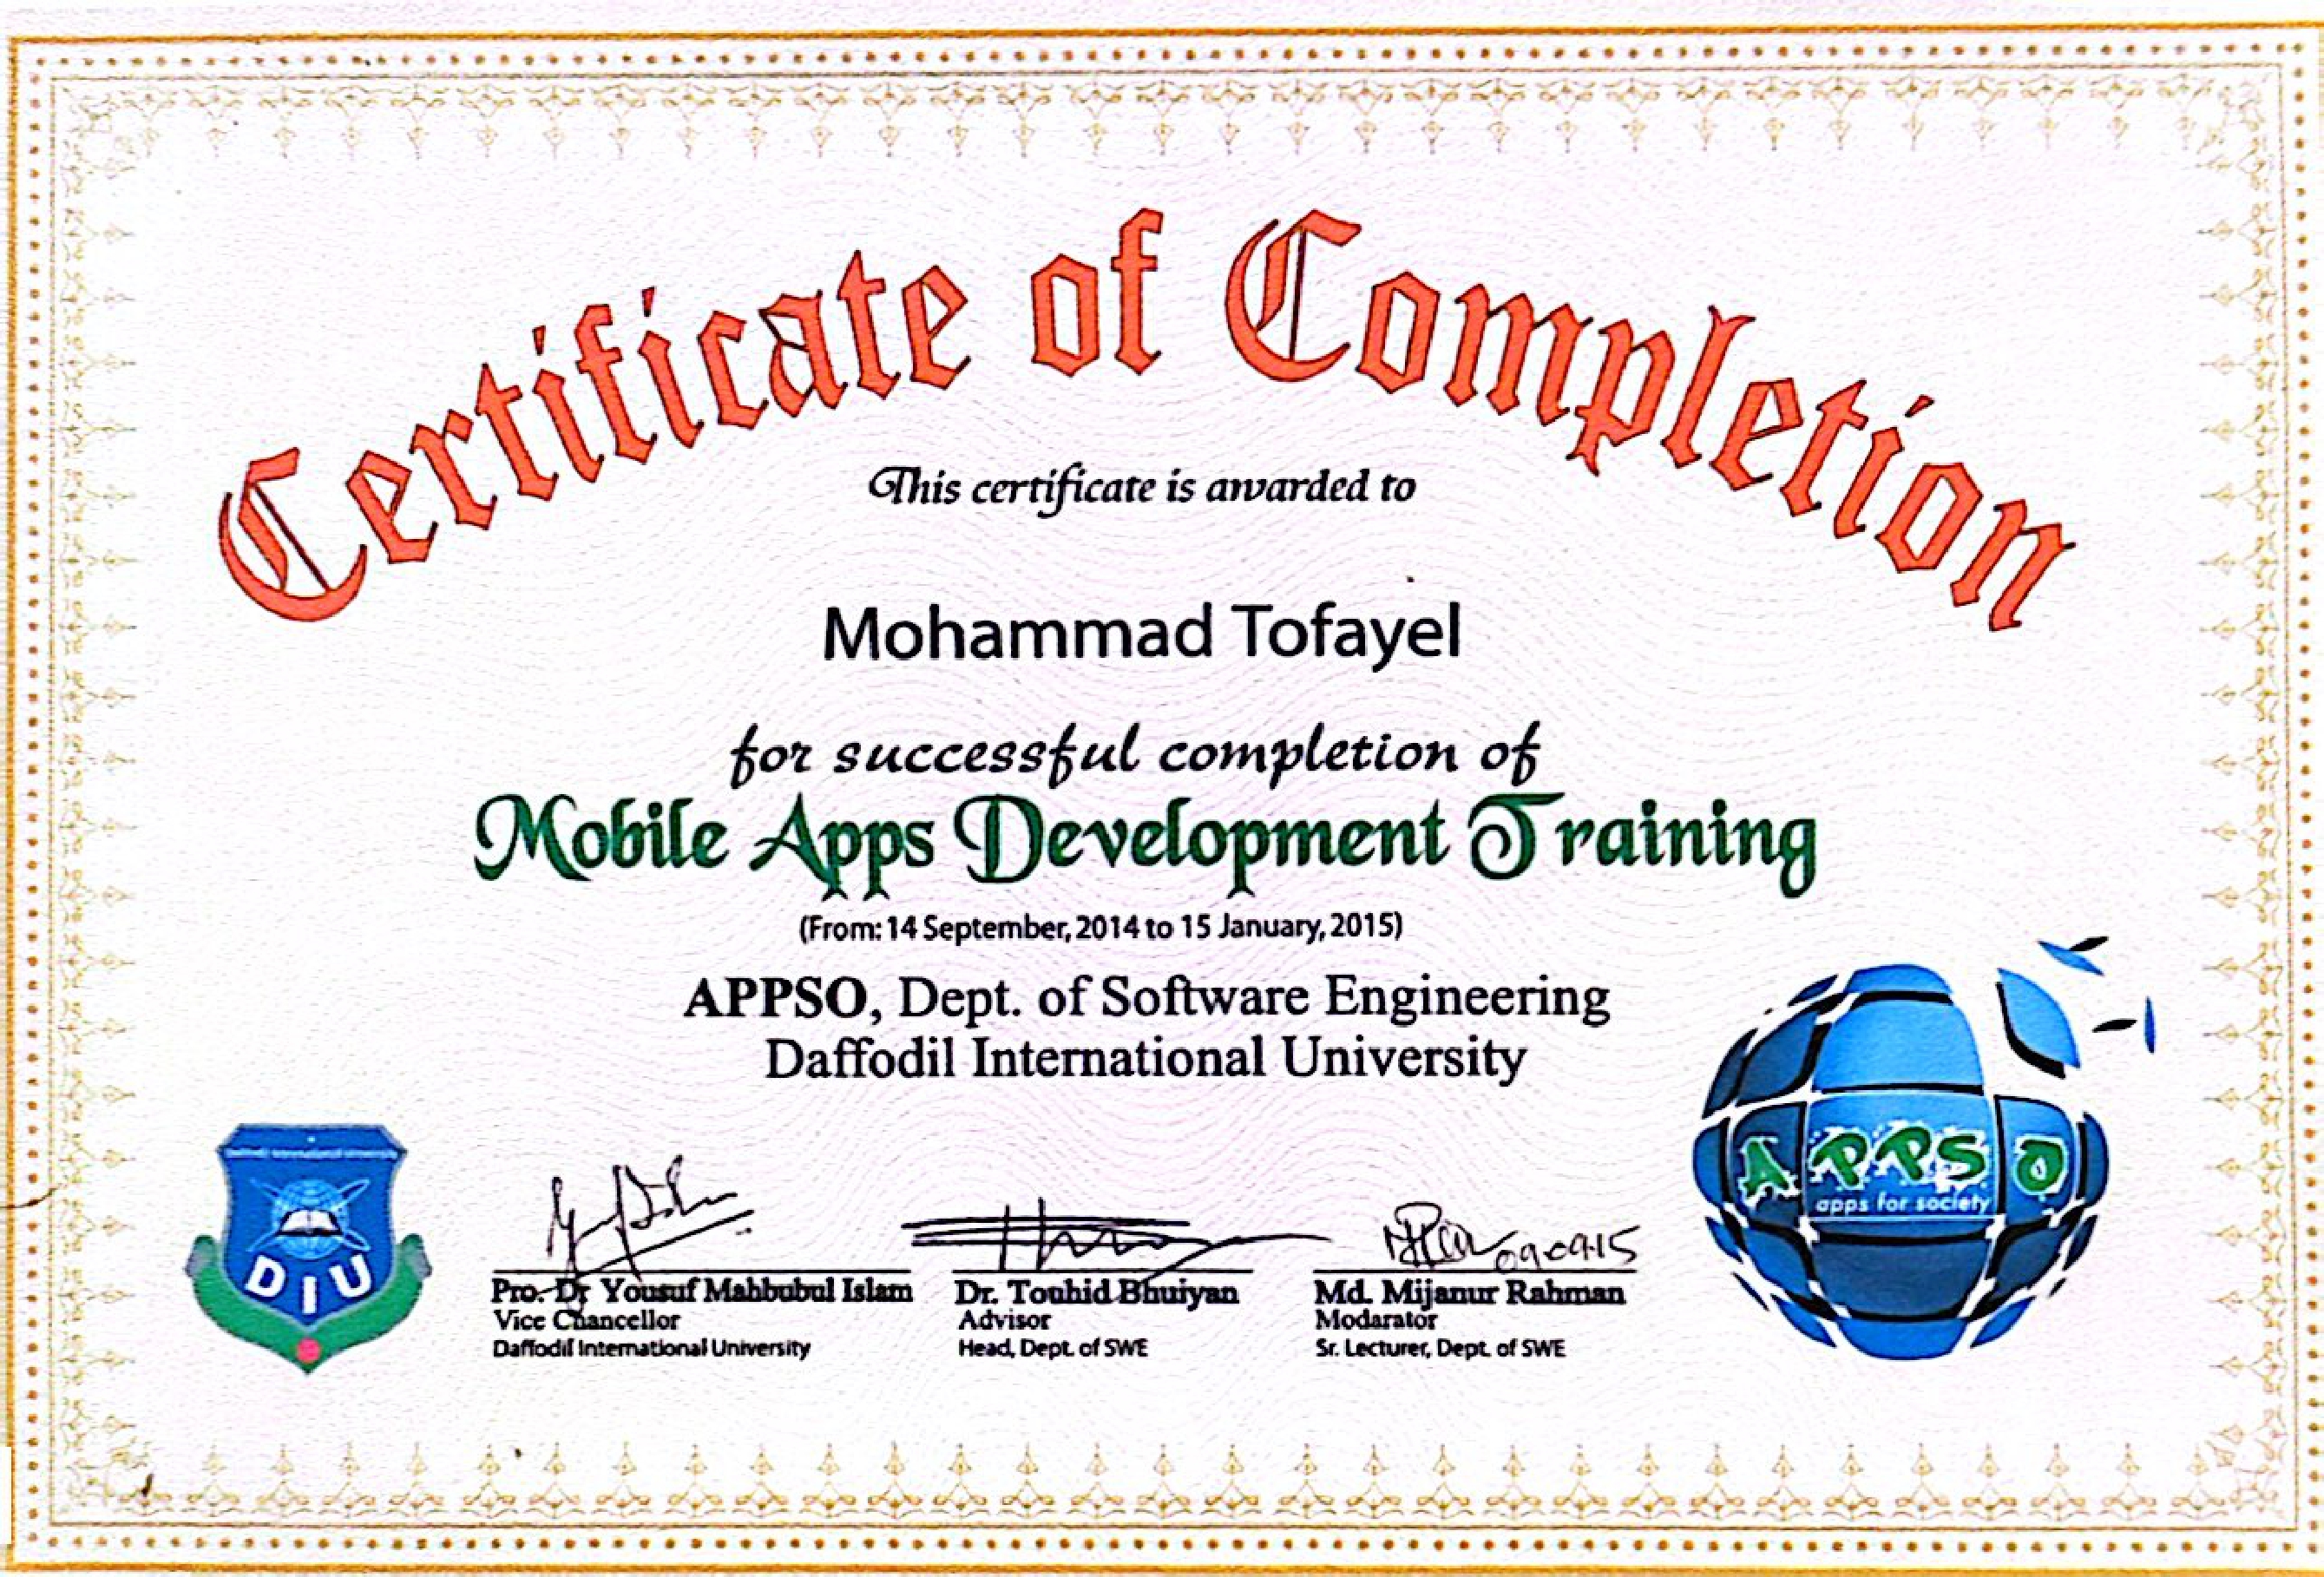 Certificate of Completion
This certificate is awarded to
Mohammad Tofayel
for successful completion of
Mobile Apps Development Training
(From: 14 September, 2014 to 15 January, 2015)
APPSO, Dept. of Software Engineering
Daffodil International University
Daffodil International University
DIU
Pro. Dr Yousuf Mahbubul Islam
Vice Chancellor
Daffodil International University
Dr. Touhid Bhuiyan
Advisor
Head, Dept. of SWE
09-09-15
Md. Mijanur Rahman
Modarator
Sr. Lecturer, Dept. of SWE
APPSO
apps for society